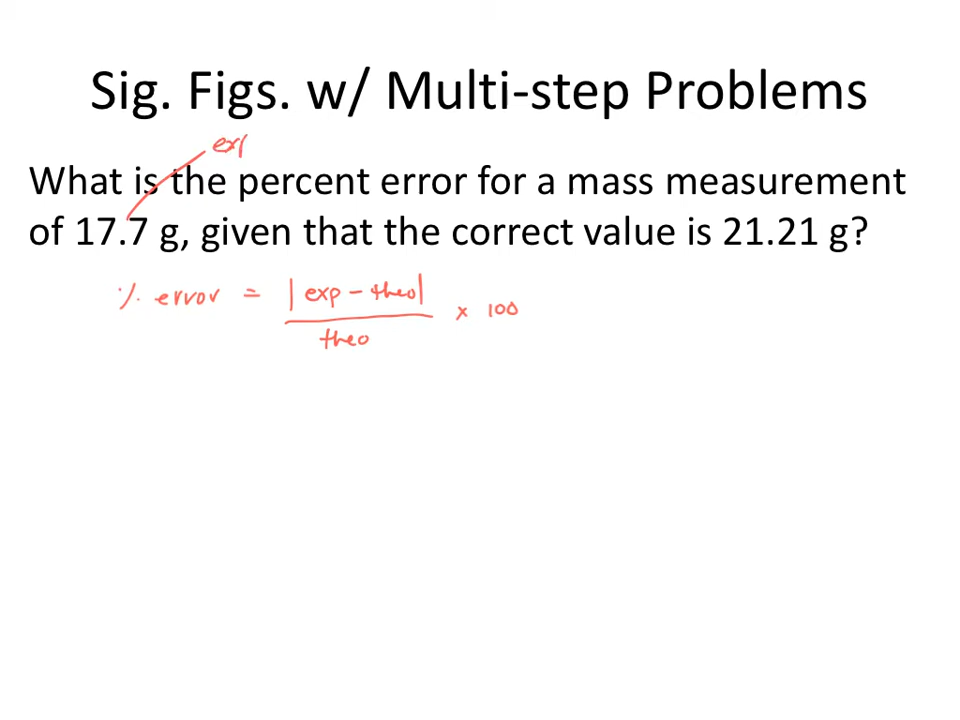 Sig. Figs. w/ Multi-step Problems
exp
What is the percent error for a mass measurement
of 17.7 g, given that the correct value is 21.21 g?
% error = | exp - theo |
theo
x 100